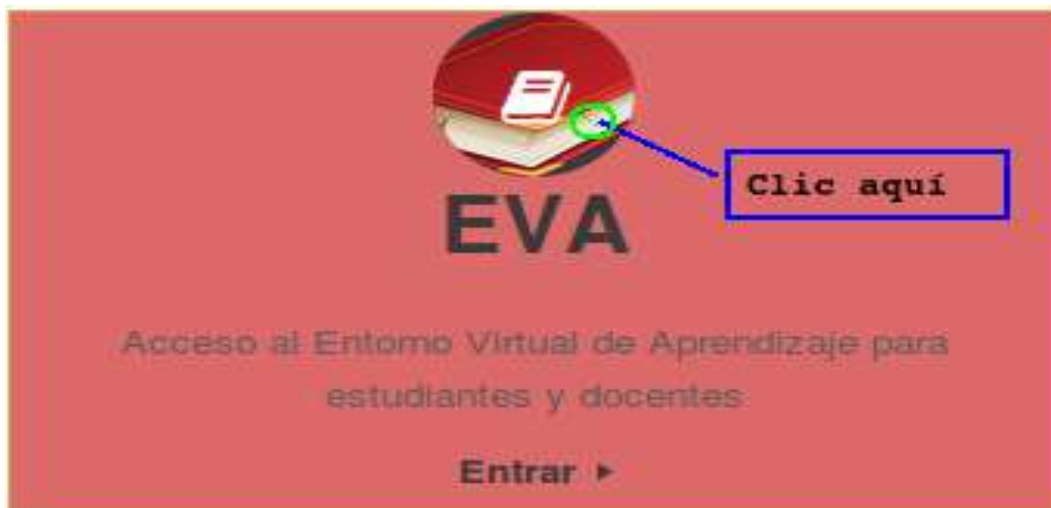 Clic aquí
EVA
Acceso al Entorno Virtual de Aprendizaje para
estudiantes y docentes
Entrar ▸